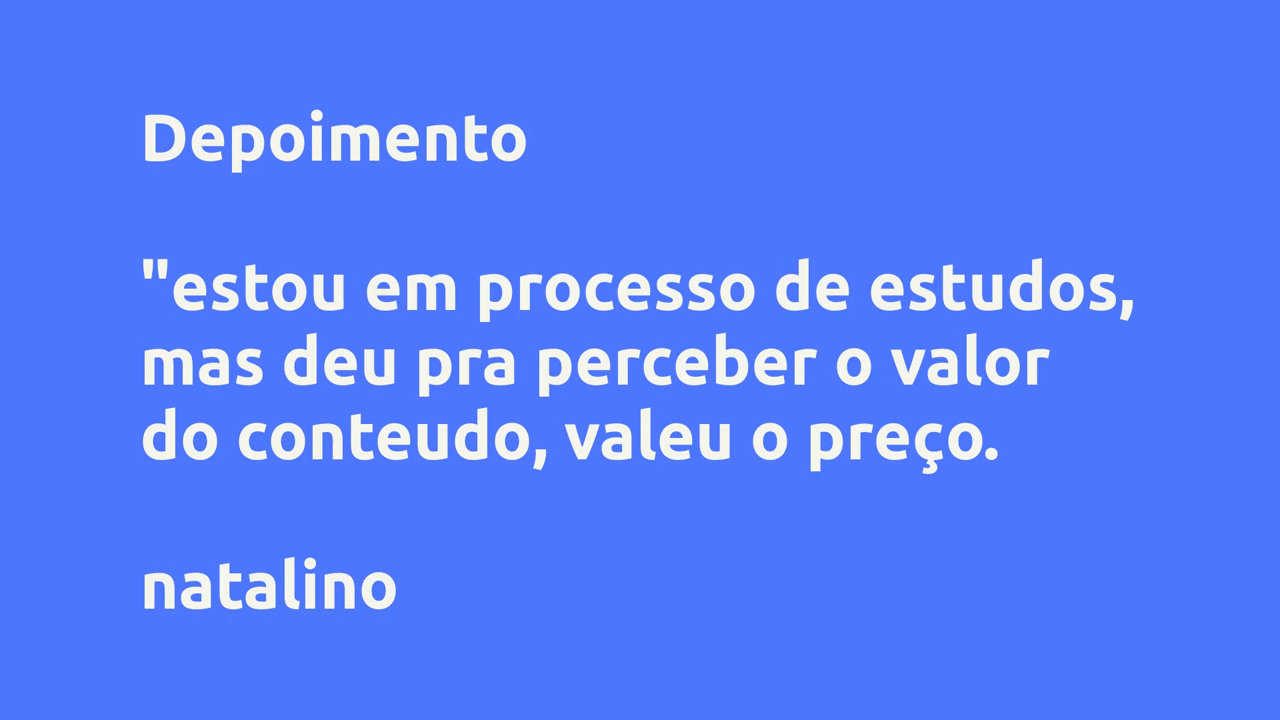 Depoimento
"estou em processo de estudos,
mas deu pra perceber o valor
do conteudo, valeu o preço.
natalino